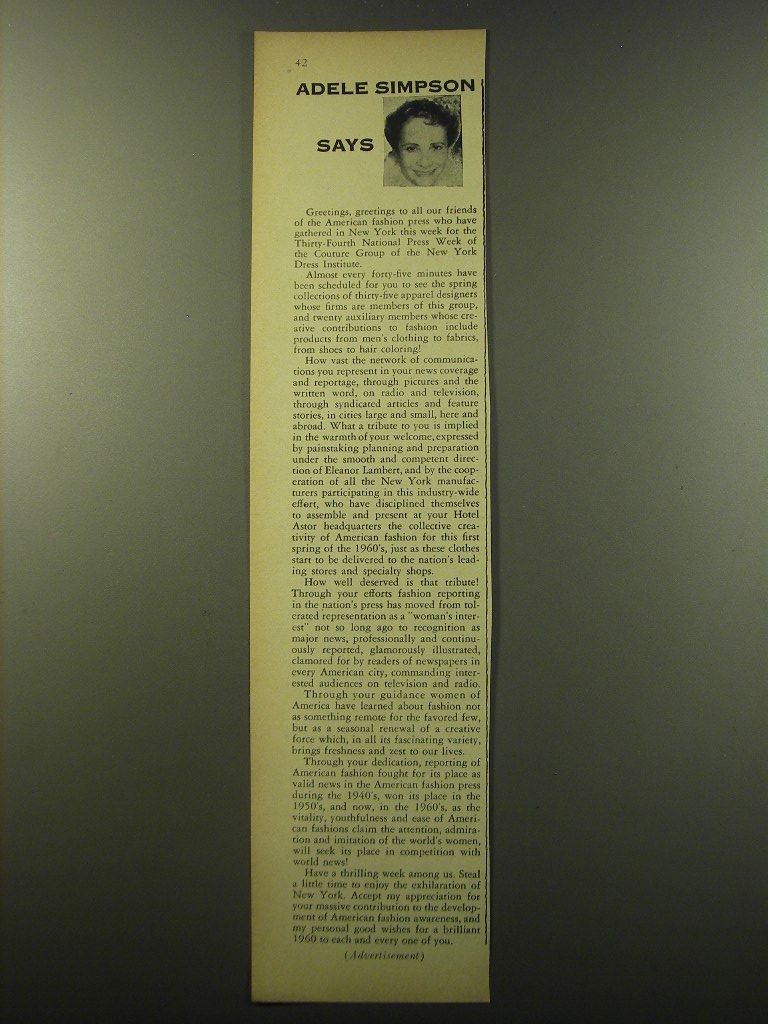 42
ADELE SIMPSON
SAYS
Greetings, greetings to all our friends
of the American fashion press who have
gathered in New York this week for the
Thirty-Fourth National Press Week of
the Couture Group of the New York
Dress Institute.
Almost every forty-five minutes have
been scheduled for you to see the spring
collections of thirty-five apparel designers
whose firms are members of this group,
and twenty auxiliary members whose cre-
ative contributions to fashion include
products from men's clothing to fabrics,
from shoes to hair coloring!
How vast the network of communica-
tions you represent in your news coverage
and reportage, through pictures and the
written word, on radio and television,
through syndicated articles and feature
stories, in cities large and small, here and
abroad. What a tribute to you is implied
in the warmth of your welcome, expressed
by painstaking planning and preparation
under the smooth and competent direc-
tion of Eleanor Lambert, and by the coop-
eration of all the New York manufac-
turers participating in this industry-wide
effort, who have disciplined themselves
to assemble and present at your Hotel
Astor headquarters the collective crea-
tivity of American fashion for this first
spring of the 1960's, just as these clothes
start to be delivered to the nation's lead-
ing stores and specialty shops.
How well deserved is that tribute!
Through your efforts fashion reporting
in the nation's press has moved from tol-
erated representation as a "woman's inter-
est" not so long ago to recognition as
major news, professionally and continu-
ously reported, glamorously illustrated,
clamored for by readers of newspapers in
every American city, commanding inter-
ested audiences on television and radio.
Through your guidance women of
America have learned about fashion not
as something remote for the favored few,
but as a seasonal renewal of a creative
force which, in all its fascinating variety,
brings freshness and zest to our lives.
Through your dedication, reporting of
American fashion fought for its place as
valid news in the American fashion press
during the 1940's, won its place in the
1950's, and now, in the 1960's, as the
vitality, youthfulness and ease of Ameri-
can fashions claim the attention, admira-
tion and imitation of the world's women,
will seek its place in competition with
world news!
Have a thrilling week among us. Steal
a little time to enjoy the exhilaration of
New York. Accept my appreciation for
your massive contribution to the develop-
ment of American fashion awareness, and
my personal good wishes for a brilliant
1960 to each and every one of you.
(Advertisement)